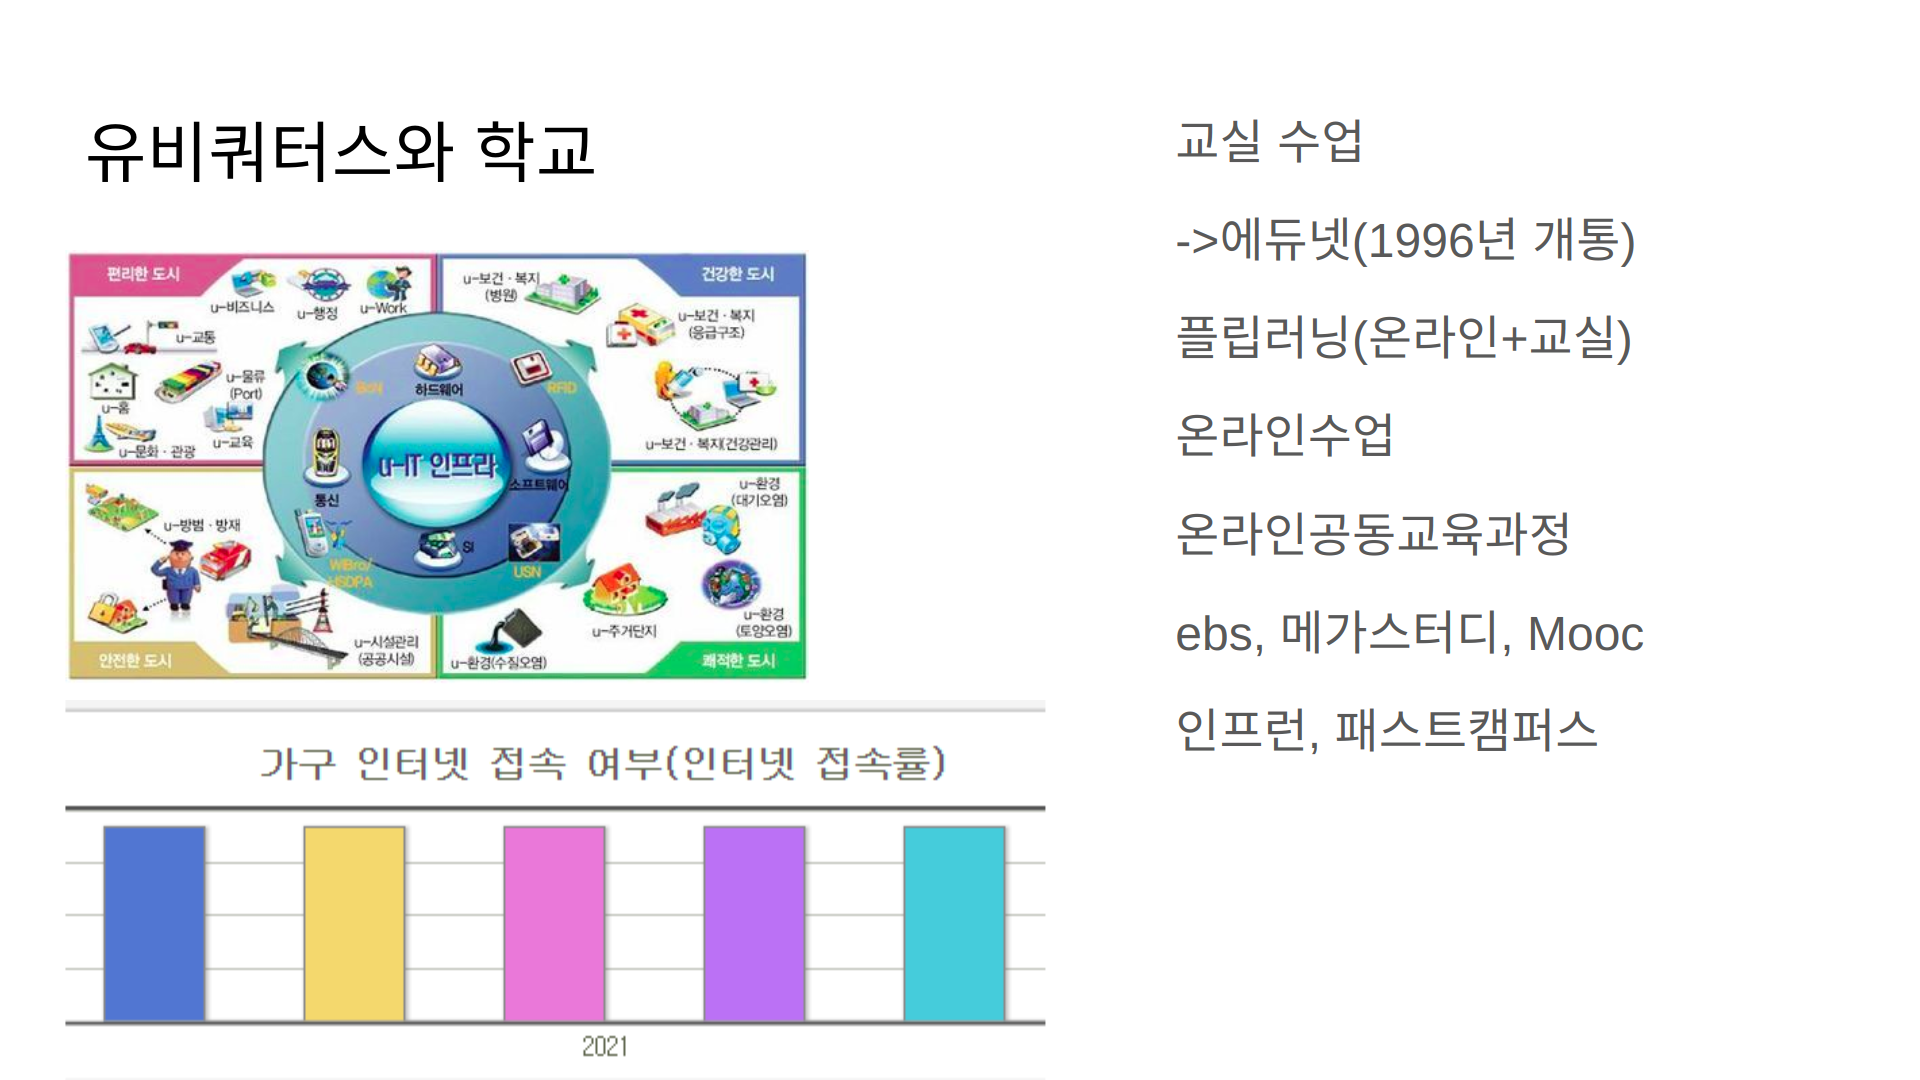 유비쿼터스와 학교
편리한 도시
u-비즈니스
u-행정
u-Work
u-교통
u-물류
(Port)
u-홈
u-교육
u-문화 · 관광
건강한 도시
u-보건 · 복지
(병원)
u-보건 · 복지
(응급구조)
u-보건 · 복지(건강관리)
BcN
하드웨어
RFID
u-IT 인프라
통신
소프트웨어
WiBro/
HSDPA
SI
USN
u-방범 · 방재
u-시설관리
(공공시설)
안전한 도시
u-환경
(대기오염)
u-환경
(토양오염)
u-주거단지
u-환경(수질오염)
쾌적한 도시
가구 인터넷 접속 여부(인터넷 접속률)
2021
교실 수업
->에듀넷(1996년 개통)
플립러닝(온라인+교실)
온라인수업
온라인공동교육과정
ebs, 메가스터디, Mooc
인프런, 패스트캠퍼스